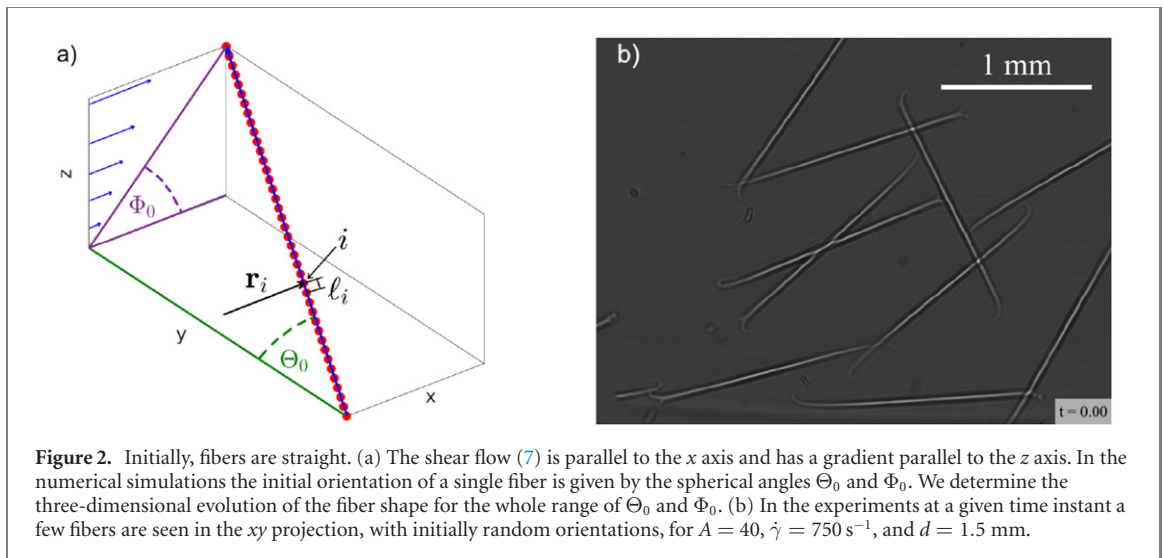 a)
z
Φ₀
i
𝐫ᵢ
ℓᵢ
y
Θ₀
x
b)
1 mm
t = 0.00
Figure 2. Initially, fibers are straight. (a) The shear flow (7) is parallel to the x axis and has a gradient parallel to the z axis. In the
numerical simulations the initial orientation of a single fiber is given by the spherical angles Θ₀ and Φ₀. We determine the
three-dimensional evolution of the fiber shape for the whole range of Θ₀ and Φ₀. (b) In the experiments at a given time instant a
few fibers are seen in the xy projection, with initially random orientations, for A = 40, γ̇ = 750 s⁻¹, and d = 1.5 mm.